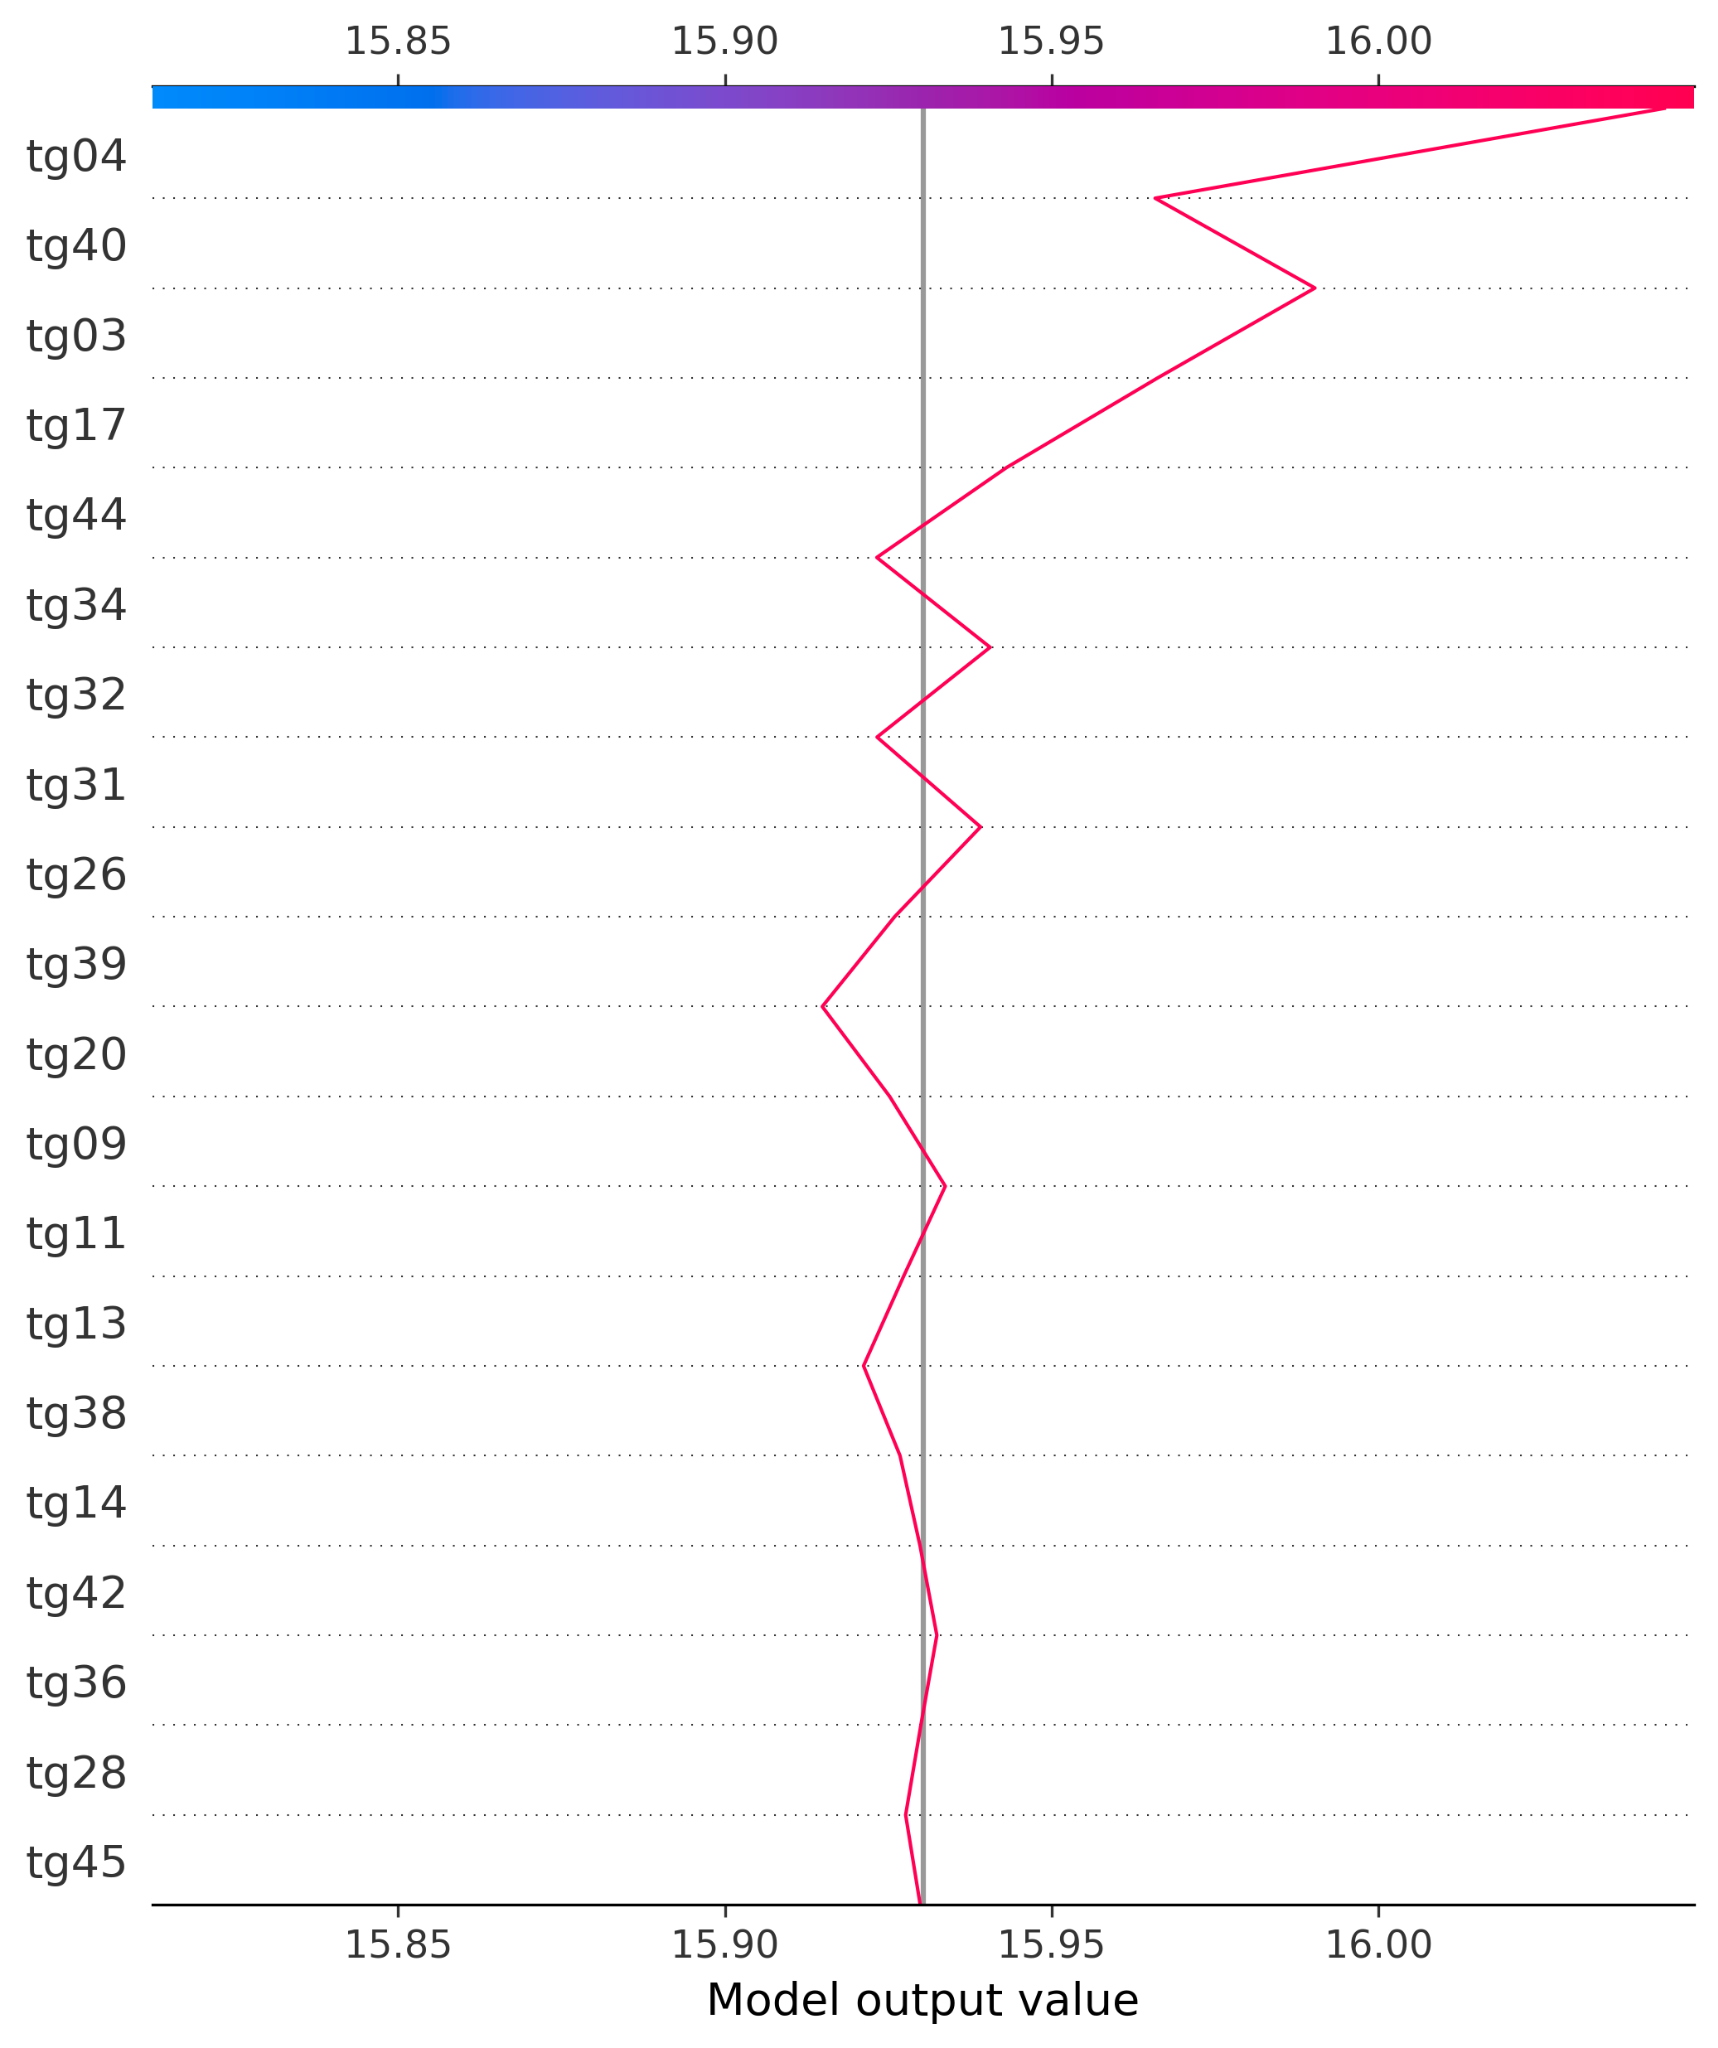 15.85 15.90 15.95 16.00
tg04
tg40
tg03
tg17
tg44
tg34
tg32
tg31
tg26
tg39
tg20
tg09
tg11
tg13
tg38
tg14
tg42
tg36
tg28
tg45
15.85 15.90 15.95 16.00
Model output value